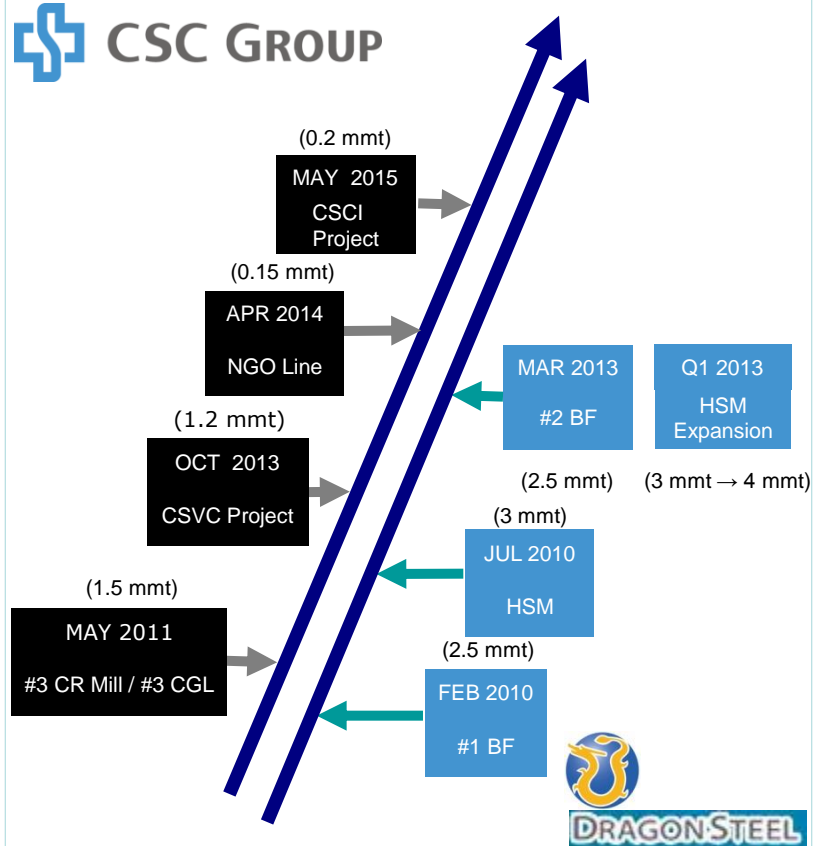 CSC GROUP
(0.2 mmt)
MAY 2015
CSCI
Project
(0.15 mmt)
APR 2014
NGO Line
(1.2 mmt)
OCT 2013
CSVC Project
(1.5 mmt)
MAY 2011
#3 CR Mill / #3 CGL
MAR 2013
#2 BF
(2.5 mmt)
Q1 2013
HSM
Expansion
(3 mmt → 4 mmt)
(3 mmt)
JUL 2010
HSM
(2.5 mmt)
FEB 2010
#1 BF
DRAGON STEEL